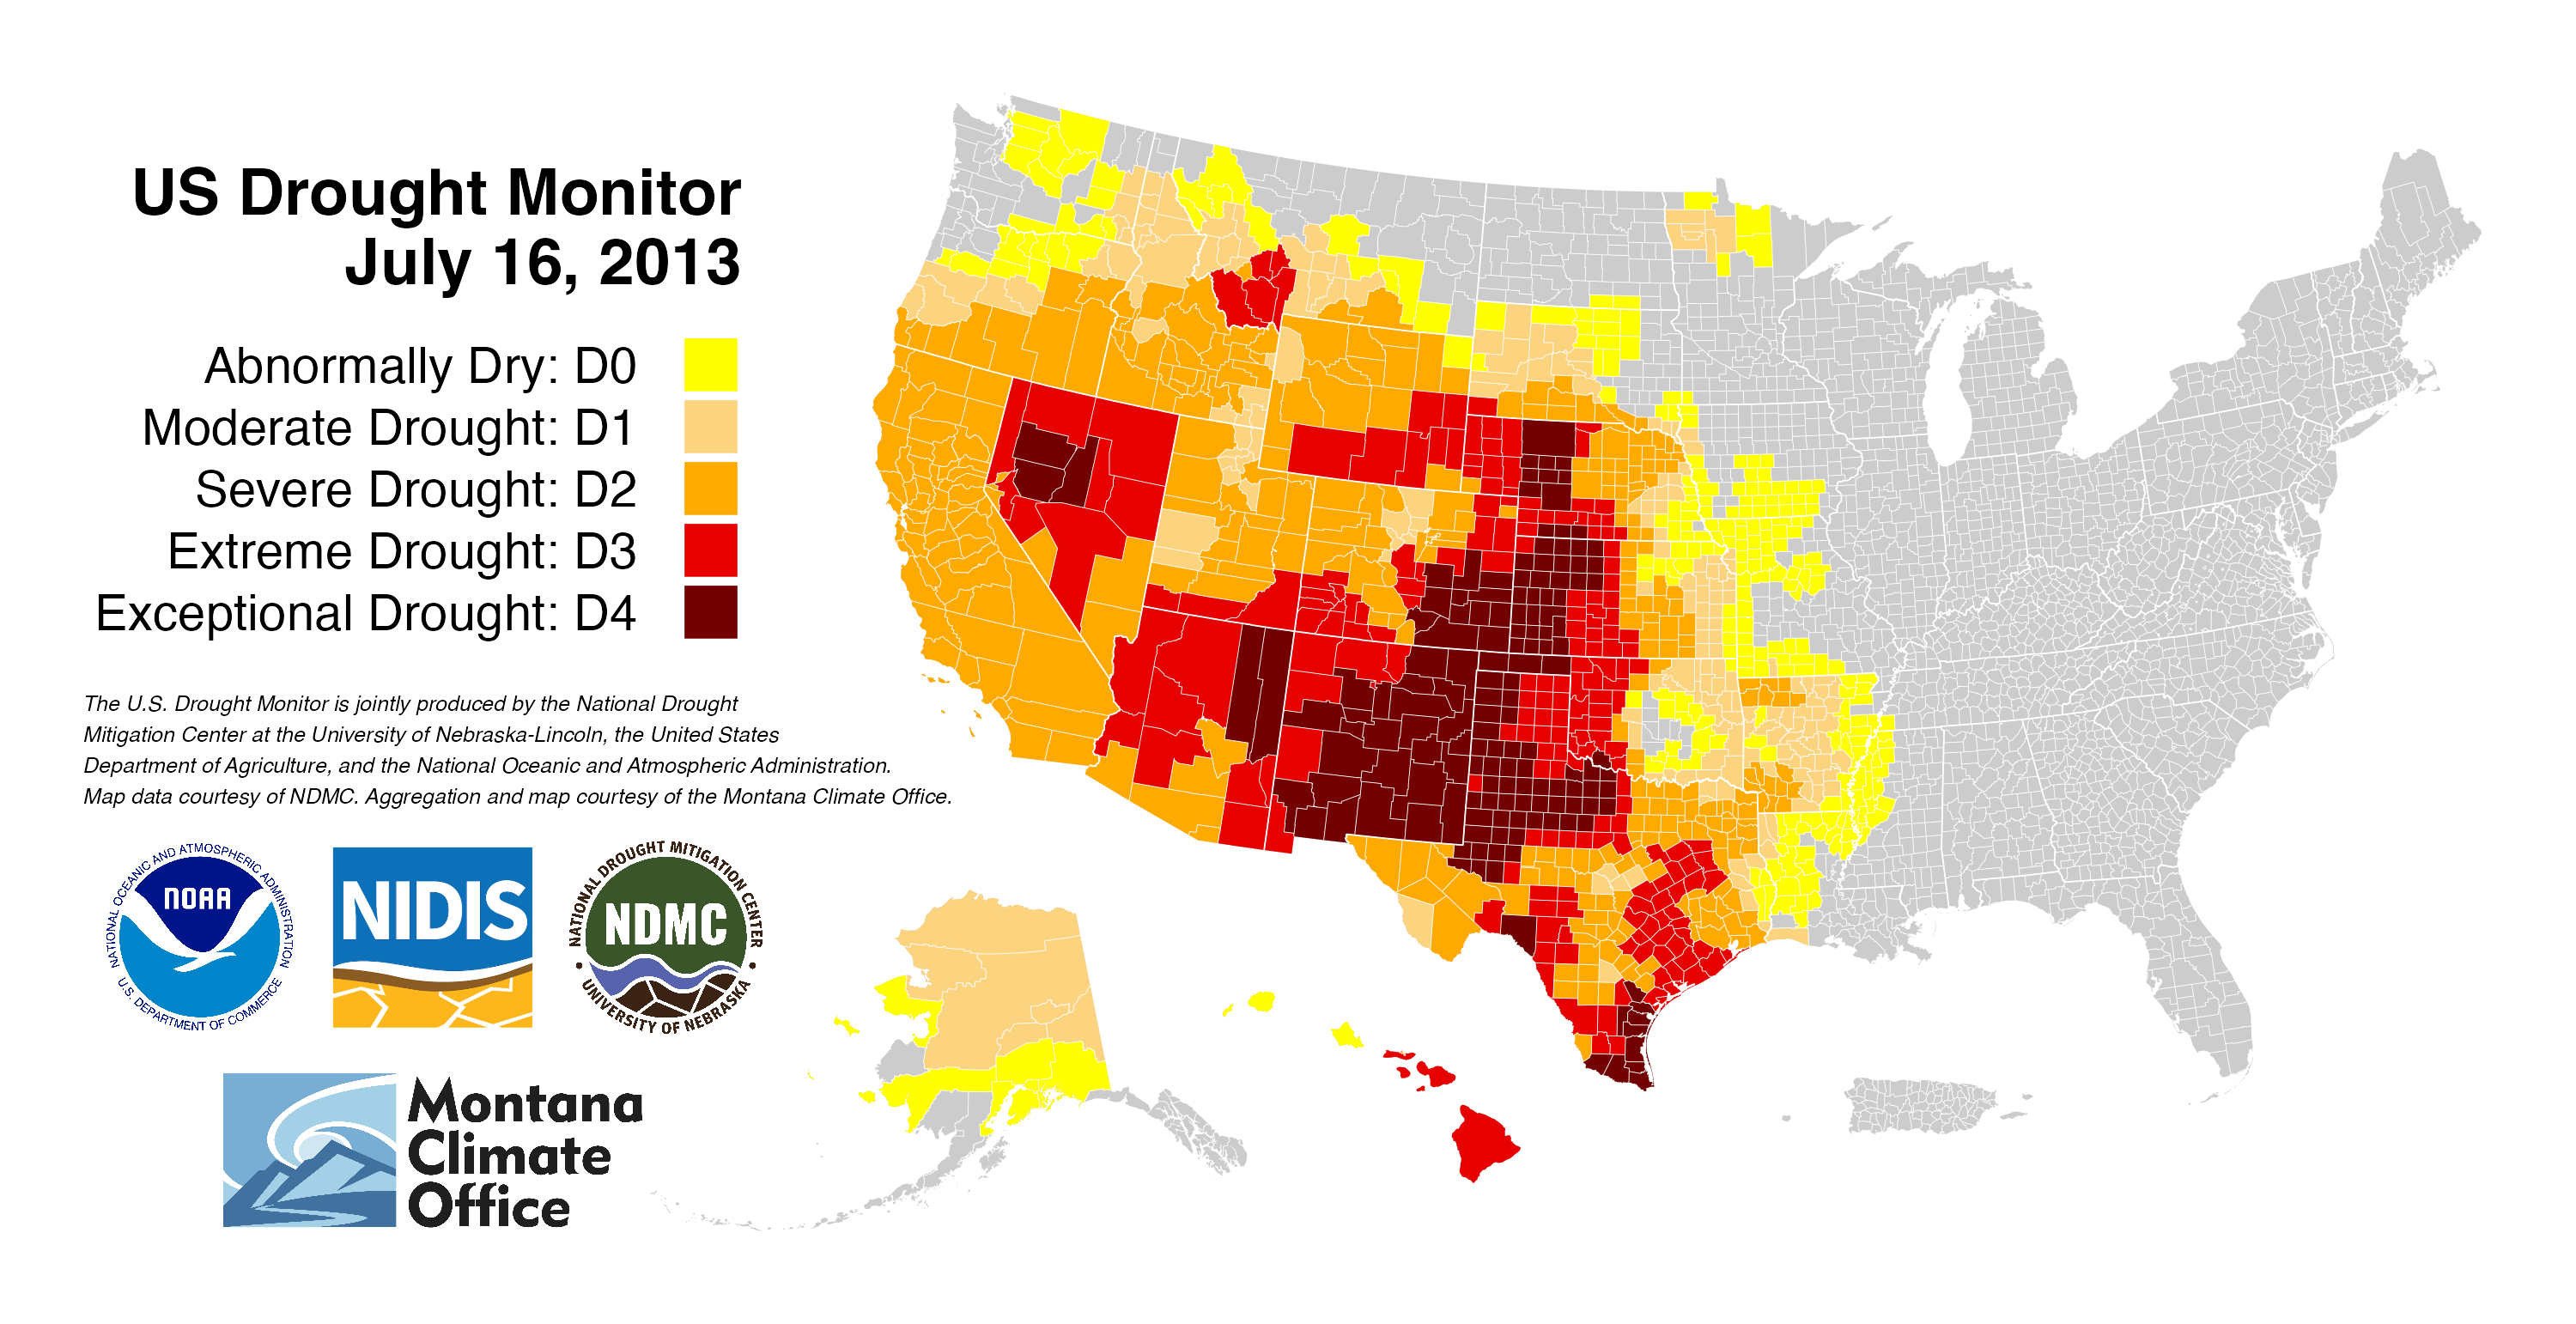 US Drought Monitor
July 16, 2013
Abnormally Dry: D0
Moderate Drought: D1
Severe Drought: D2
Extreme Drought: D3
Exceptional Drought: D4
The U.S. Drought Monitor is jointly produced by the National Drought
Mitigation Center at the University of Nebraska-Lincoln, the United States
Department of Agriculture, and the National Oceanic and Atmospheric Administration.
Map data courtesy of NDMC. Aggregation and map courtesy of the Montana Climate Office.
NATIONAL OCEANIC AND ATMOSPHERIC ADMINISTRATION
NOAA
U.S. DEPARTMENT OF COMMERCE
NIDIS
NATIONAL DROUGHT MITIGATION CENTER
NDMC
UNIVERSITY OF NEBRASKA
Montana
Climate
Office